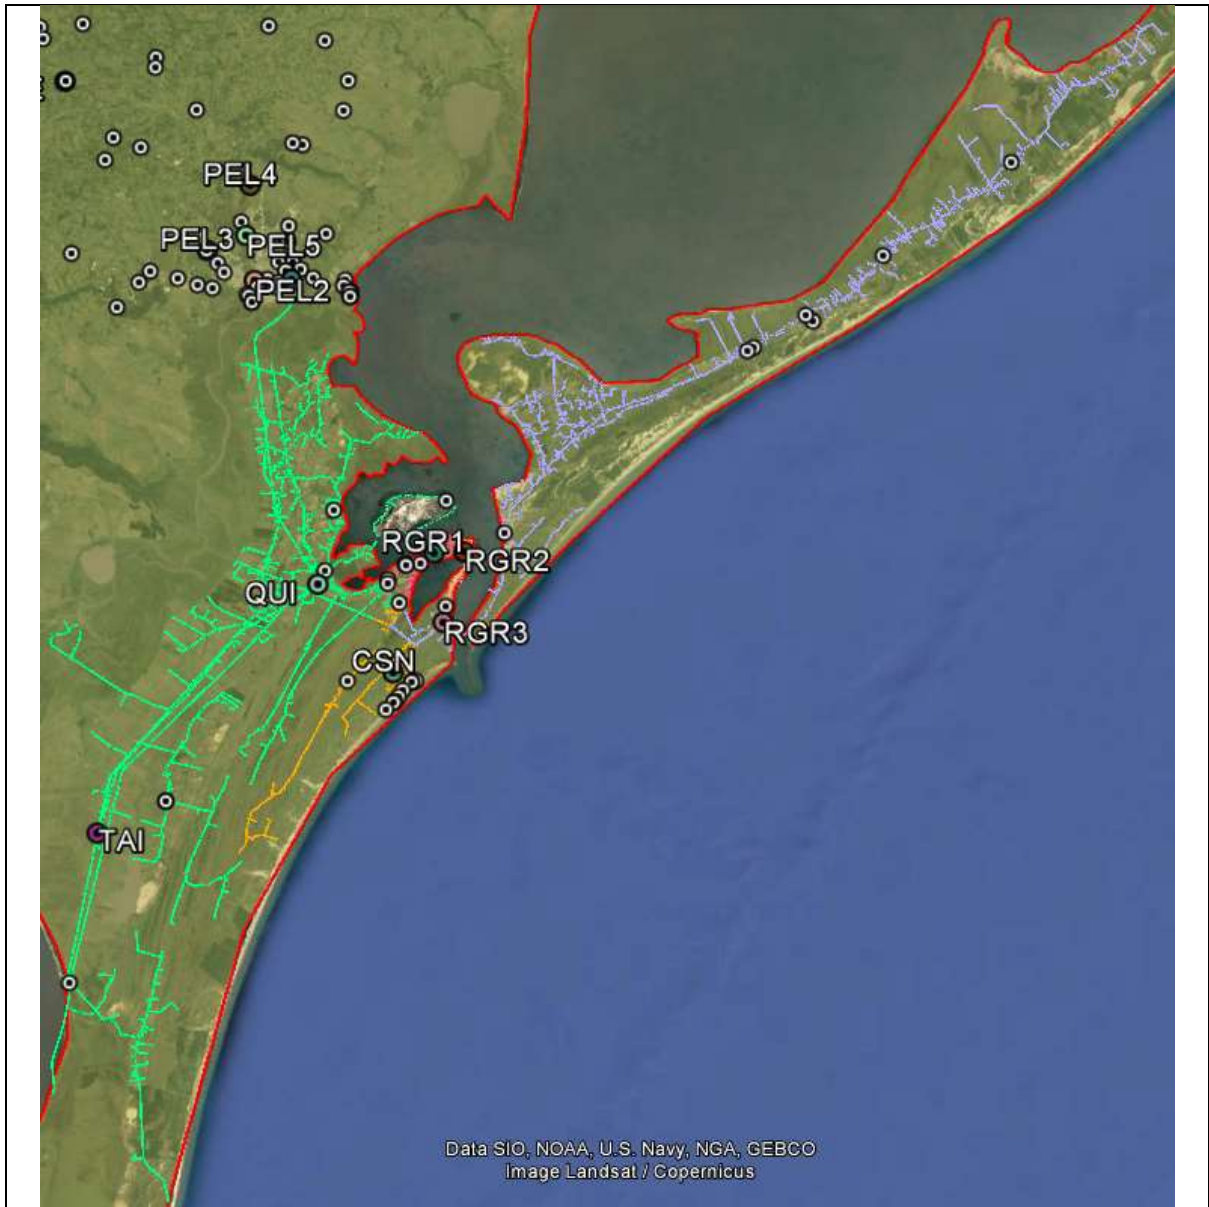 PEL4
PEL3
PEL5
PEL2
RGR1
RGR2
QUI
RGR3
CSN
TAI
Data SIO, NOAA, U.S. Navy, NGA, GEBCO
Image Landsat / Copernicus